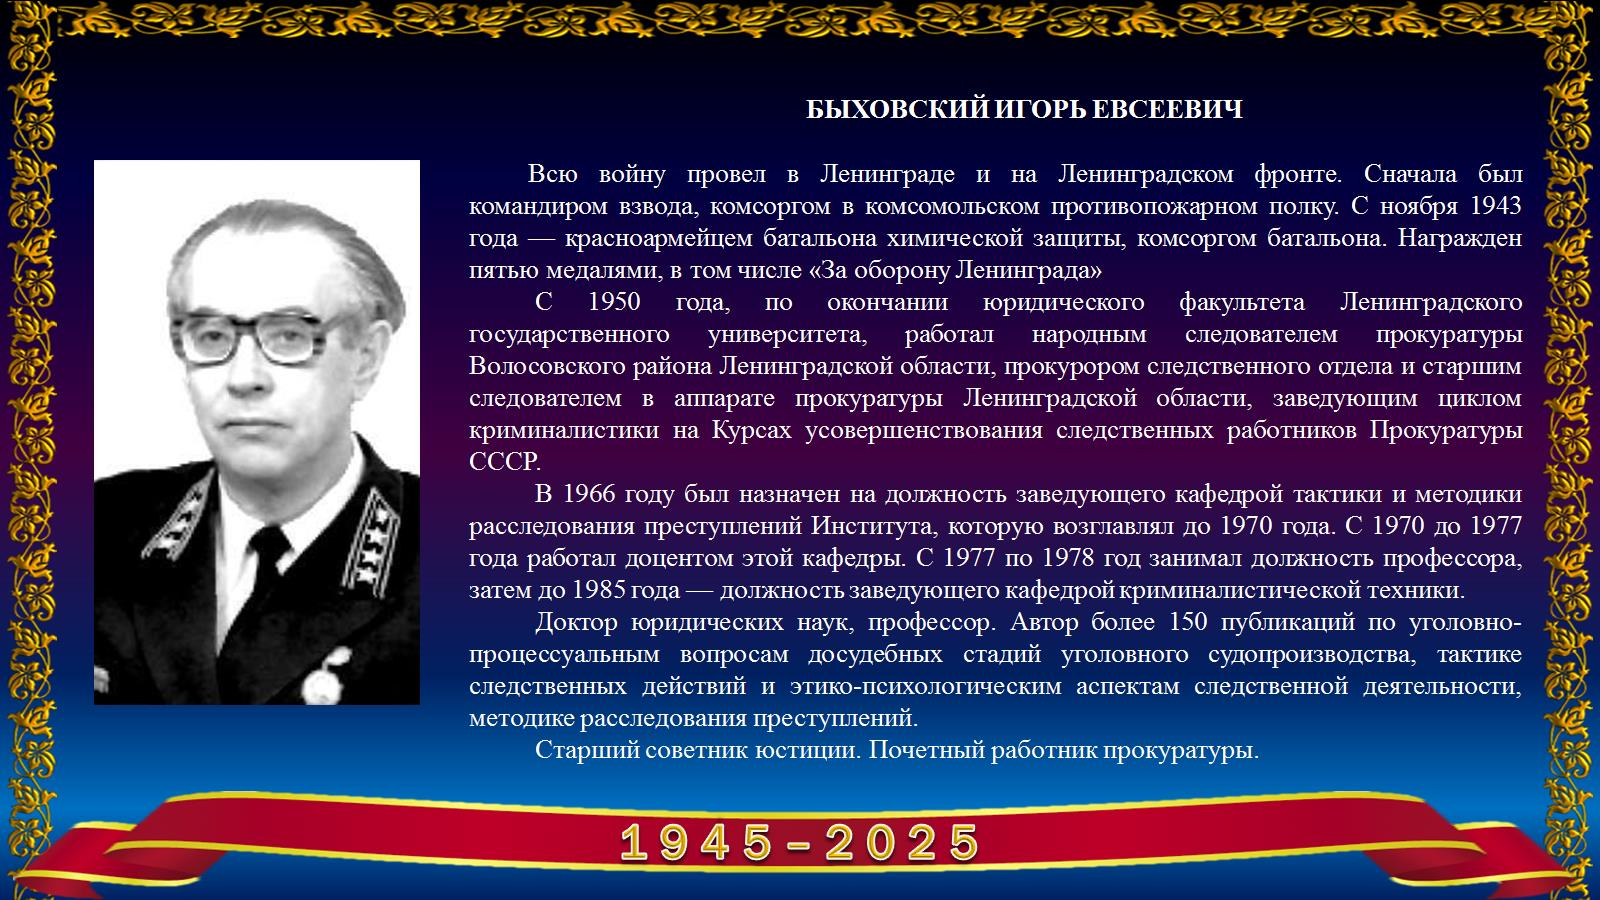 БЫХОВСКИЙ ИГОРЬ ЕВСЕЕВИЧ
Всю войну провел в Ленинграде и на Ленинградском фронте. Сначала был
командиром взвода, комсоргом в комсомольском противопожарном полку. С ноября 1943
года — красноармейцем батальона химической защиты, комсоргом батальона. Награжден
пятью медалями, в том числе «За оборону Ленинграда»
С 1950 года, по окончании юридического факультета Ленинградского
государственного университета, работал народным следователем прокуратуры
Волосовского района Ленинградской области, прокурором следственного отдела и старшим
следователем в аппарате прокуратуры Ленинградской области, заведующим циклом
криминалистики на Курсах усовершенствования следственных работников Прокуратуры
СССР.
В 1966 году был назначен на должность заведующего кафедрой тактики и методики
расследования преступлений Института, которую возглавлял до 1970 года. С 1970 до 1977
года работал доцентом этой кафедры. С 1977 по 1978 год занимал должность профессора,
затем до 1985 года — должность заведующего кафедрой криминалистической техники.
Доктор юридических наук, профессор. Автор более 150 публикаций по уголовно-
процессуальным вопросам досудебных стадий уголовного судопроизводства, тактике
следственных действий и этико-психологическим аспектам следственной деятельности,
методике расследования преступлений.
Старший советник юстиции. Почетный работник прокуратуры.
1945–2025